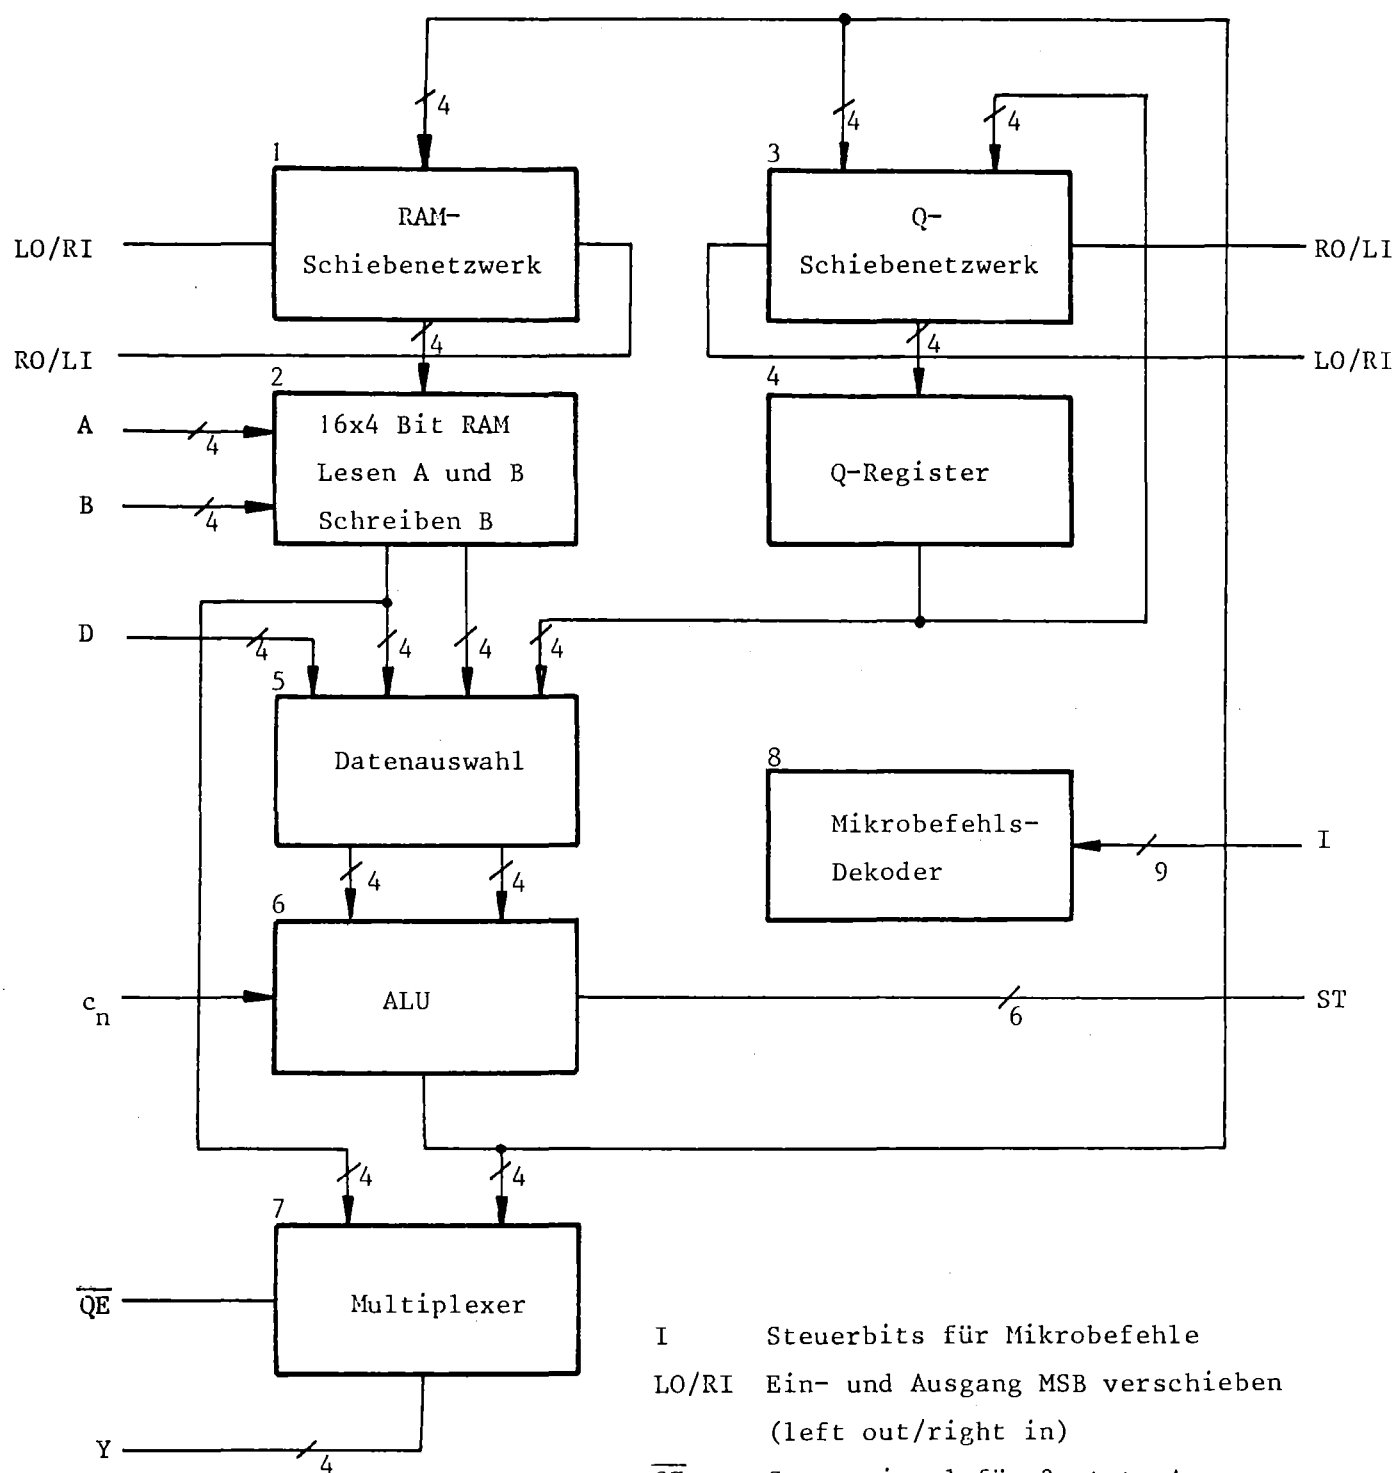 4
4
4
1
3
RAM-
Schiebenetzwerk
Q-
Schiebenetzwerk
LO/RI
RO/LI
4
4
RO/LI
LO/RI
2
4
A
4
B
4
16x4 Bit RAM
Lesen A und B
Schreiben B
Q-Register
D
4
4
4
4
5
Datenauswahl
8
Mikrobefehls-
Dekoder
I
9
4
4
6
c_n
ALU
6
ST
4
4
7
Multiplexer
Q̅E̅
Y
4
I Steuerbits für Mikrobefehle
LO/RI Ein- und Ausgang MSB verschieben
(left out/right in)